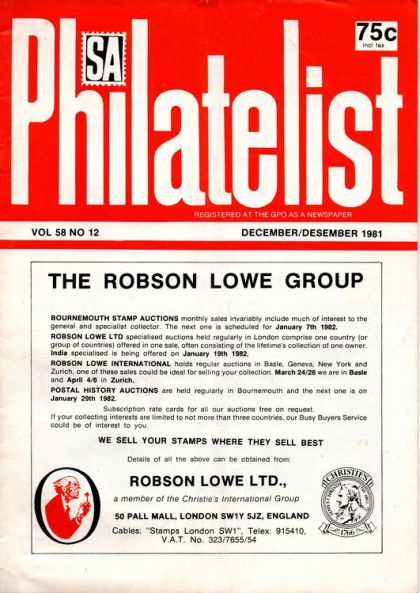 75c
incl tax
SA
Philatelist
REGISTERED AT THE GPO AS A NEWSPAPER
VOL 58 NO 12
DECEMBER/DESEMBER 1981
THE ROBSON LOWE GROUP
BOURNEMOUTH STAMP AUCTIONS monthly sales invariably include much of interest to the
general and specialist collector. The next one is scheduled for January 7th 1982.
ROBSON LOWE LTD specialised auctions held regularly in London comprise one country (or
group of countries) offered in one sale, often consisting of the lifetime's collection of one owner.
India specialised is being offered on January 19th 1982.
ROBSON LOWE INTERNATIONAL holds regular auctions in Basle, Geneva, New York and
Zurich, one of these sales could be ideal for selling your collection. March 24/26 we are in Basle
and April 4/6 in Zurich.
POSTAL HISTORY AUCTIONS are held regularly in Bournemouth and the next one is on
January 29th 1982.
Subscription rate cards for all our auctions free on request.
If your collecting interests are limited to not more than three countries, our Busy Buyers Service
could be of interest to you.
WE SELL YOUR STAMPS WHERE THEY SELL BEST
Details of all the above can be obtained from:
ROBSON LOWE LTD.,
a member of the Christie's International Group
50 PALL MALL, LONDON SW1Y 5JZ, ENGLAND
Cables: "Stamps London SW1", Telex: 915410,
V.A.T. No. 323/7655/54
CHRISTIE'S
1766